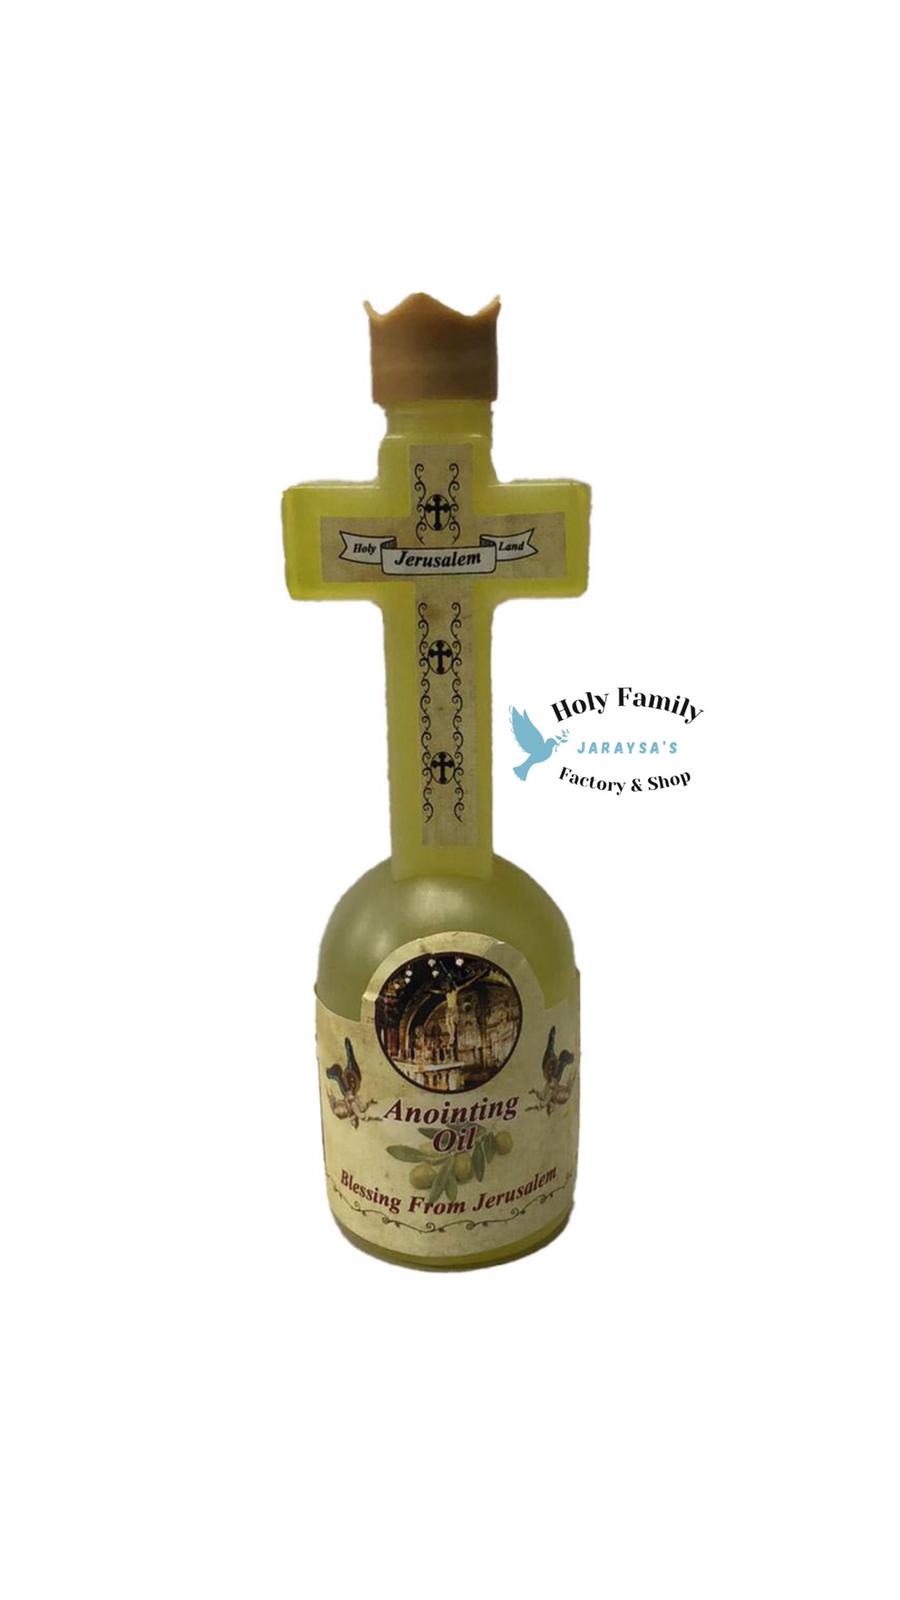 Holy Jerusalem Land
Holy Family
JARAYSA'S
Factory & Shop
Anointing
Oil
Blessing From Jerusalem